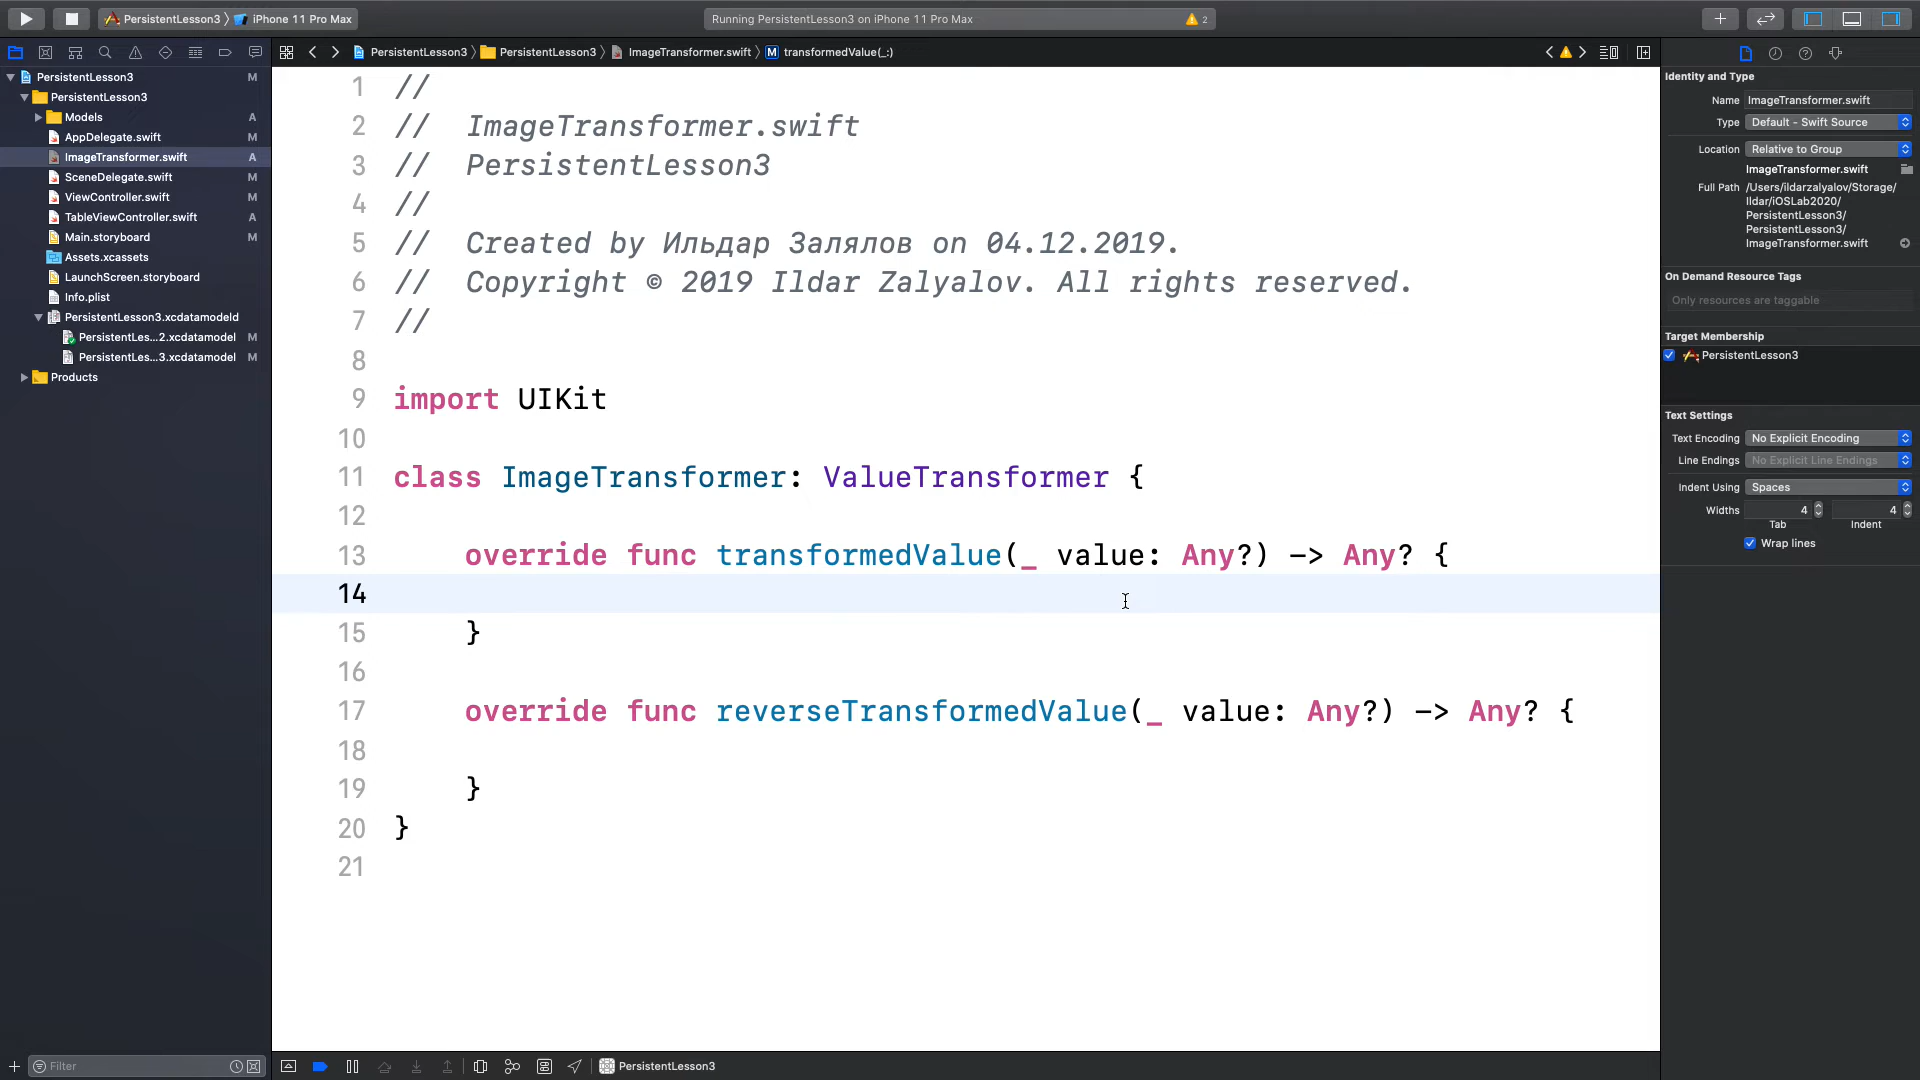 PersistentLesson3 〉 iPhone 11 Pro Max
Running PersistentLesson3 on iPhone 11 Pro Max
2
PersistentLesson3 〉 PersistentLesson3 〉 ImageTransformer.swift 〉 M transformedValue(_:)
PersistentLesson3 M
PersistentLesson3
Models A
AppDelegate.swift M
ImageTransformer.swift A
SceneDelegate.swift M
ViewController.swift M
TableViewController.swift A
Main.storyboard M
Assets.xcassets
LaunchScreen.storyboard
Info.plist
PersistentLesson3.xcdatamodeld
PersistentLes...2.xcdatamodel M
PersistentLes...3.xcdatamodel M
Products
Filter
1 //
2 //  ImageTransformer.swift
3 //  PersistentLesson3
4 //
5 //  Created by Ильдар Залялов on 04.12.2019.
6 //  Copyright © 2019 Ildar Zalyalov. All rights reserved.
7 //
8
9 import UIKit
10
11 class ImageTransformer: ValueTransformer {
12
13     override func transformedValue(_ value: Any?) -> Any? {
14
15     }
16
17     override func reverseTransformedValue(_ value: Any?) -> Any? {
18
19     }
20 }
21
PersistentLesson3
Identity and Type
Name ImageTransformer.swift
Type Default - Swift Source
Location Relative to Group
ImageTransformer.swift
Full Path /Users/ildarzalyalov/Storage/
Ildar/iOSLab2020/
PersistentLesson3/
PersistentLesson3/
ImageTransformer.swift
On Demand Resource Tags
Only resources are taggable
Target Membership
PersistentLesson3
Text Settings
Text Encoding No Explicit Encoding
Line Endings No Explicit Line Endings
Indent Using Spaces
Widths 4 4
Tab Indent
Wrap lines